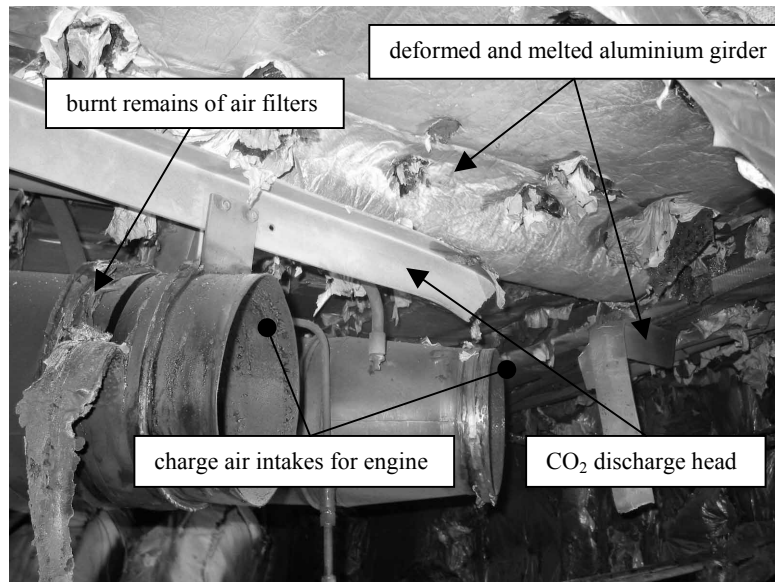 deformed and melted aluminium girder
burnt remains of air filters
charge air intakes for engine
CO₂ discharge head